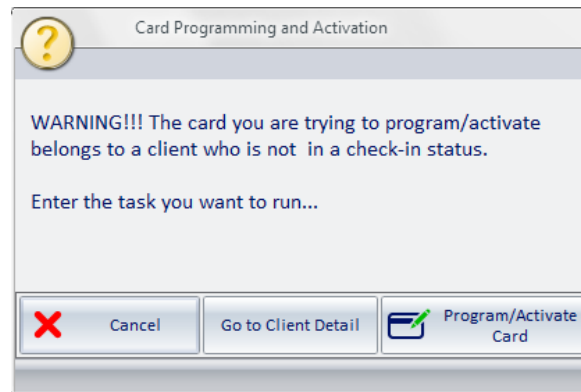 Card Programming and Activation
WARNING!!! The card you are trying to program/activate
belongs to a client who is not  in a check-in status.
Enter the task you want to run...
Cancel
Go to Client Detail
Program/Activate
Card